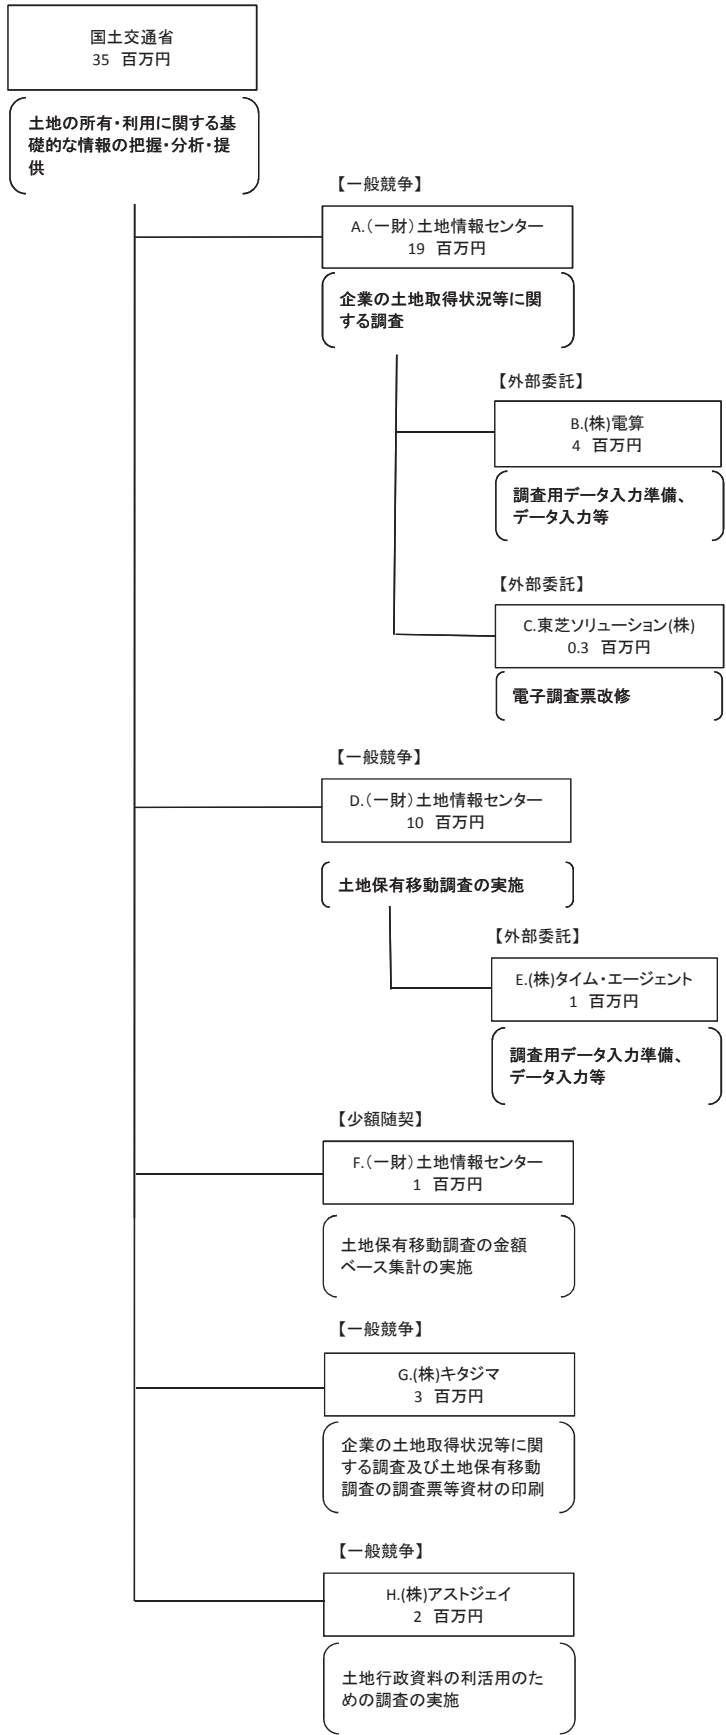 国土交通省
35 百万円
土地の所有・利用に関する基
礎的な情報の把握・分析・提
供
【一般競争】
A.(一財)土地情報センター
19 百万円
企業の土地取得状況等に関
する調査
【外部委託】
B.(株)電算
4 百万円
調査用データ入力準備、
データ入力等
【外部委託】
C.東芝ソリューション(株)
0.3 百万円
電子調査票改修
【一般競争】
D.(一財)土地情報センター
10 百万円
土地保有移動調査の実施
【外部委託】
E.(株)タイム・エージェント
1 百万円
調査用データ入力準備、
データ入力等
【少額随契】
F.(一財)土地情報センター
1 百万円
土地保有移動調査の金額
ベース集計の実施
【一般競争】
G.(株)キタジマ
3 百万円
企業の土地取得状況等に関
する調査及び土地保有移動
調査の調査票等資材の印刷
【一般競争】
H.(株)アストジェイ
2 百万円
土地行政資料の利活用のた
めの調査の実施